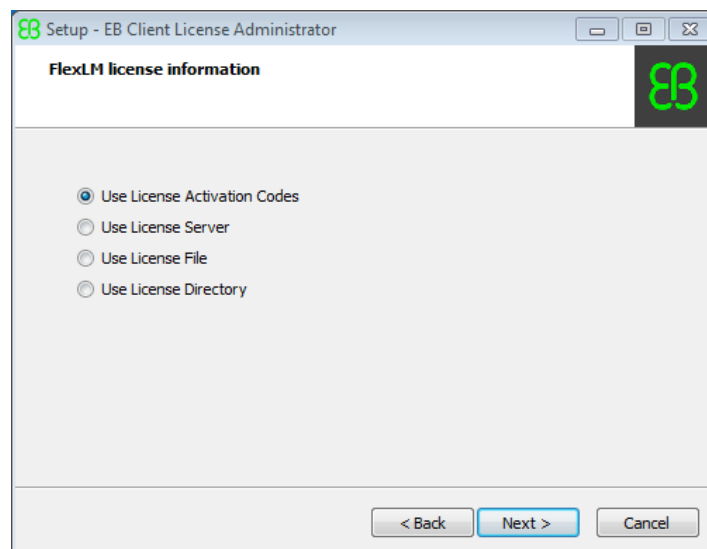 Setup - EB Client License Administrator
FlexLM license information
EB
Use License Activation Codes
Use License Server
Use License File
Use License Directory
< Back
Next >
Cancel